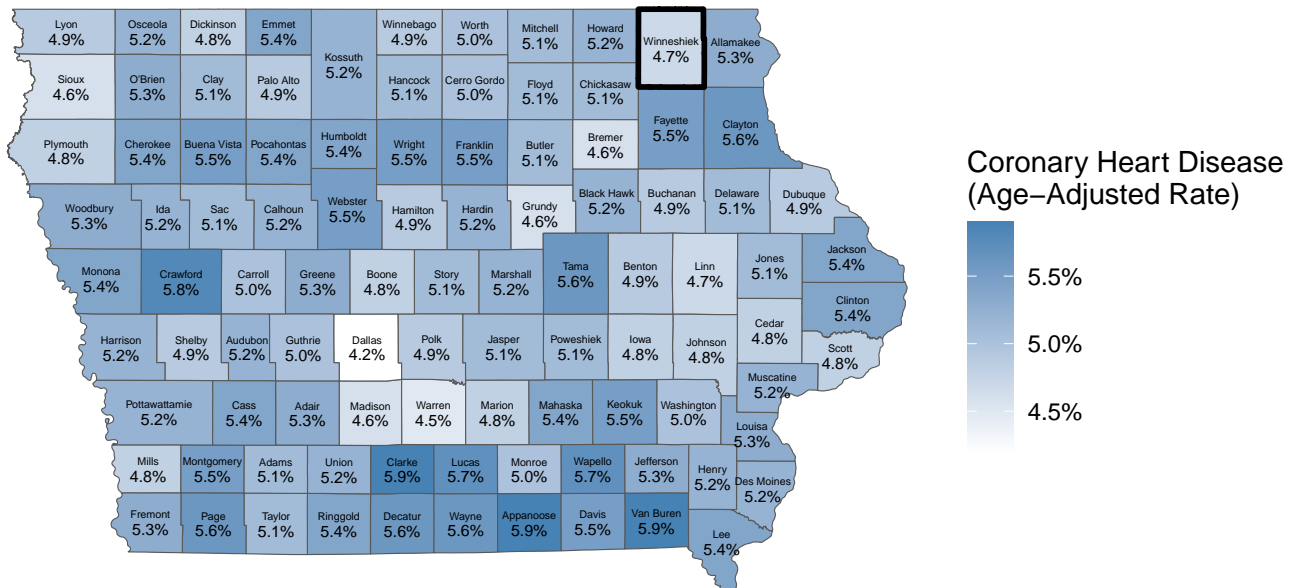 Lyon
4.9%
Osceola
5.2%
Dickinson
4.8%
Emmet
5.4%
Kossuth
5.2%
Winnebago
4.9%
Worth
5.0%
Mitchell
5.1%
Howard
5.2%
Winneshiek
4.7%
Allamakee
5.3%
Sioux
4.6%
O'Brien
5.3%
Clay
5.1%
Palo Alto
4.9%
Hancock
5.1%
Cerro Gordo
5.0%
Floyd
5.1%
Chickasaw
5.1%
Fayette
5.5%
Clayton
5.6%
Plymouth
4.8%
Cherokee
5.4%
Buena Vista
5.5%
Pocahontas
5.4%
Humboldt
5.4%
Wright
5.5%
Franklin
5.5%
Butler
5.1%
Bremer
4.6%
Woodbury
5.3%
Ida
5.2%
Sac
5.1%
Calhoun
5.2%
Webster
5.5%
Hamilton
4.9%
Hardin
5.2%
Grundy
4.6%
Black Hawk
5.2%
Buchanan
4.9%
Delaware
5.1%
Dubuque
4.9%
Monona
5.4%
Crawford
5.8%
Carroll
5.0%
Greene
5.3%
Boone
4.8%
Story
5.1%
Marshall
5.2%
Tama
5.6%
Benton
4.9%
Linn
4.7%
Jones
5.1%
Jackson
5.4%
Clinton
5.4%
Harrison
5.2%
Shelby
4.9%
Audubon
5.2%
Guthrie
5.0%
Dallas
4.2%
Polk
4.9%
Jasper
5.1%
Poweshiek
5.1%
Iowa
4.8%
Johnson
4.8%
Cedar
4.8%
Scott
4.8%
Muscatine
5.2%
Pottawattamie
5.2%
Cass
5.4%
Adair
5.3%
Madison
4.6%
Warren
4.5%
Marion
4.8%
Mahaska
5.4%
Keokuk
5.5%
Washington
5.0%
Louisa
5.3%
Mills
4.8%
Montgomery
5.5%
Adams
5.1%
Union
5.2%
Clarke
5.9%
Lucas
5.7%
Monroe
5.0%
Wapello
5.7%
Jefferson
5.3%
Henry
5.2%
Des Moines
5.2%
Fremont
5.3%
Page
5.6%
Taylor
5.1%
Ringgold
5.4%
Decatur
5.6%
Wayne
5.6%
Appanoose
5.9%
Davis
5.5%
Van Buren
5.9%
Lee
5.4%
Coronary Heart Disease
(Age−Adjusted Rate)
5.5%
5.0%
4.5%